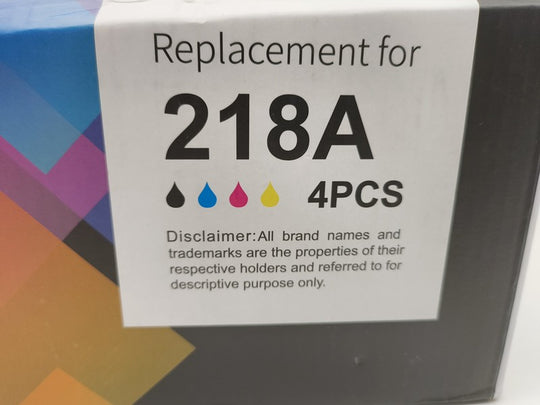 Replacement for
218A
4PCS
Disclaimer:All brand names and
trademarks are the properties of their
respective holders and referred to for
descriptive purpose only.